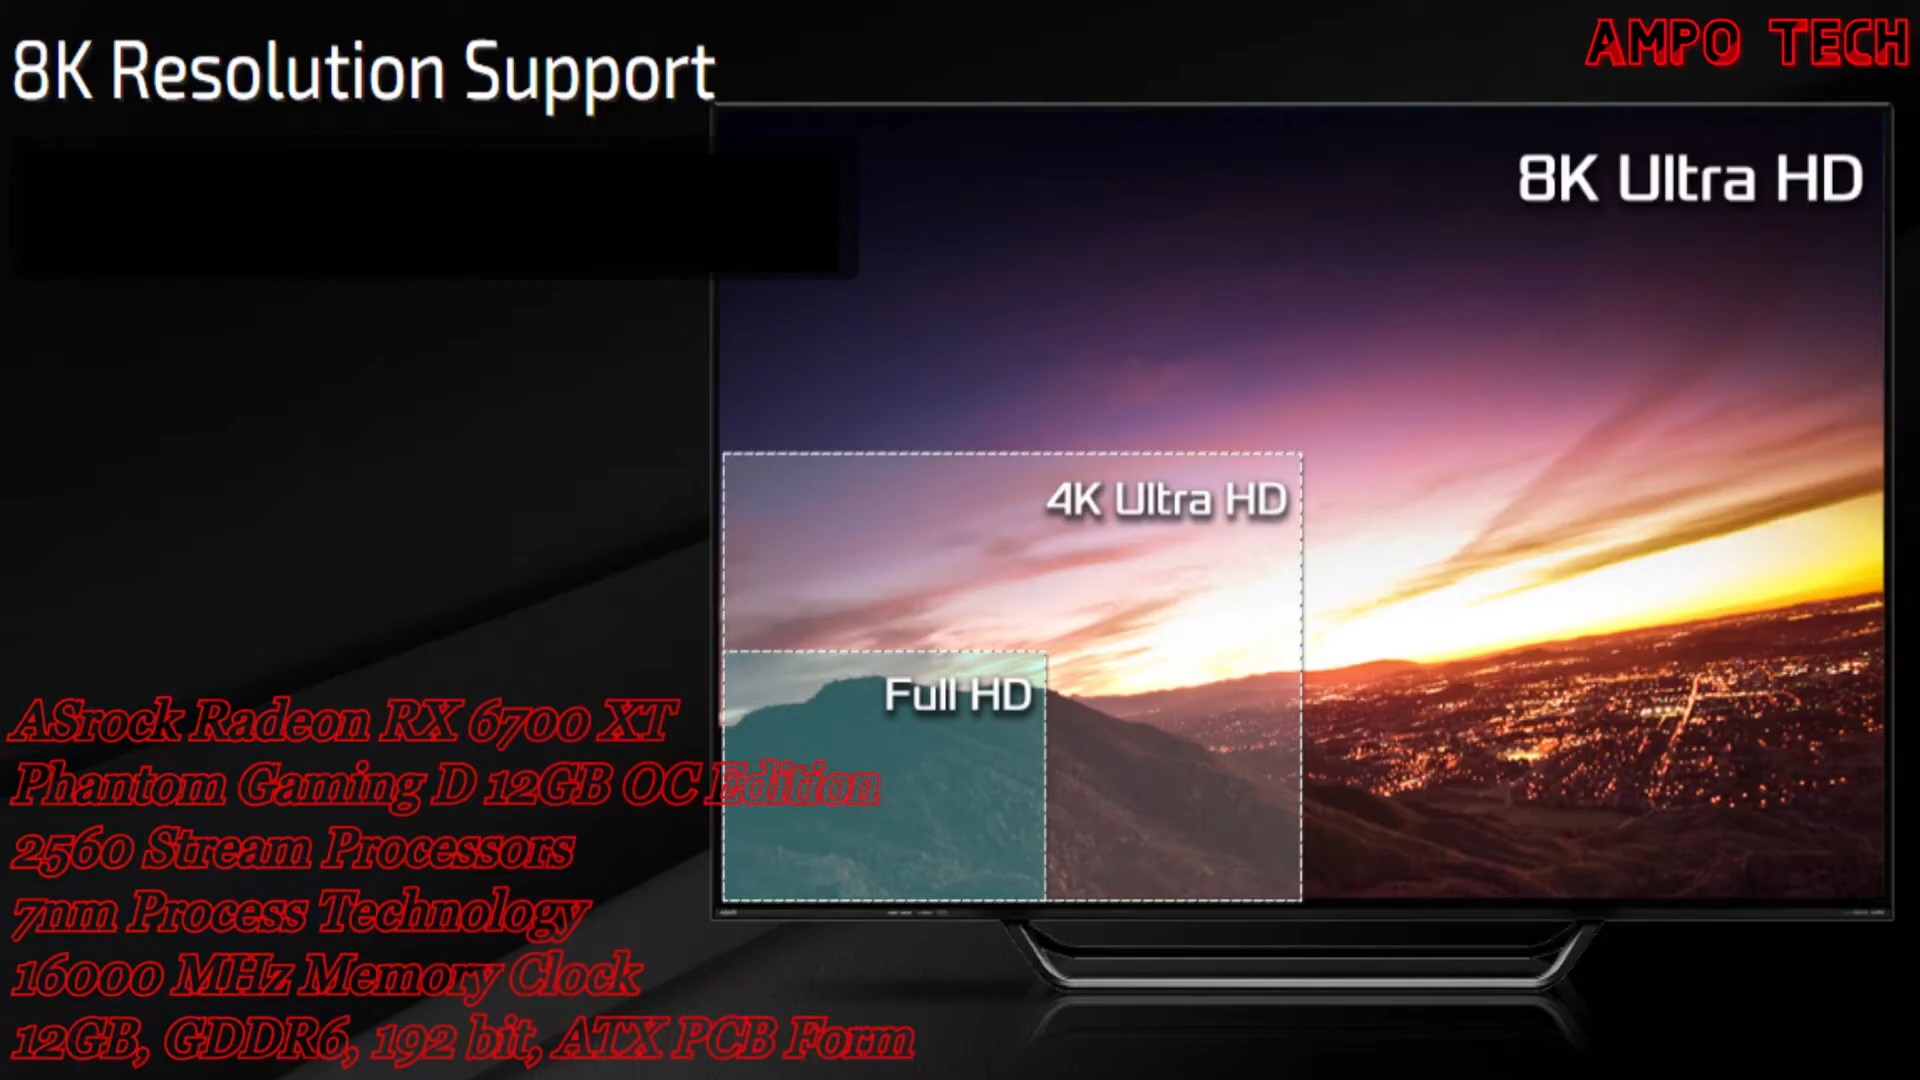 8K Resolution Support
AMPO TECH
8K Ultra HD
4K Ultra HD
Full HD
ASrock Radeon RX 6700 XT
Phantom Gaming D 12GB OC Edition
2560 Stream Processors
7nm Process Technology
16000 MHz Memory Clock
12GB, GDDR6, 192 bit, ATX PCB Form